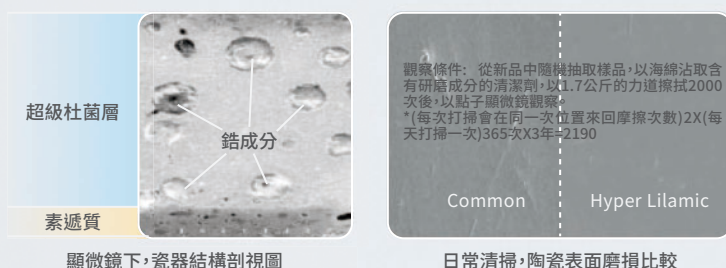 超級杜菌層
鋯成分
素遞質
顯微鏡下,瓷器結構剖視圖
觀察條件: 從新品中隨機抽取樣品,以海綿沾取含
有研磨成分的清潔劑,以1.7公斤的力道擦拭2000
次後,以點子顯微鏡觀察。
*(每次打掃會在同一次位置來回摩擦次數)2X(每
天打掃一次)365次X3年=2190
Common
Hyper Lilamic
日常清掃,陶瓷表面磨損比較